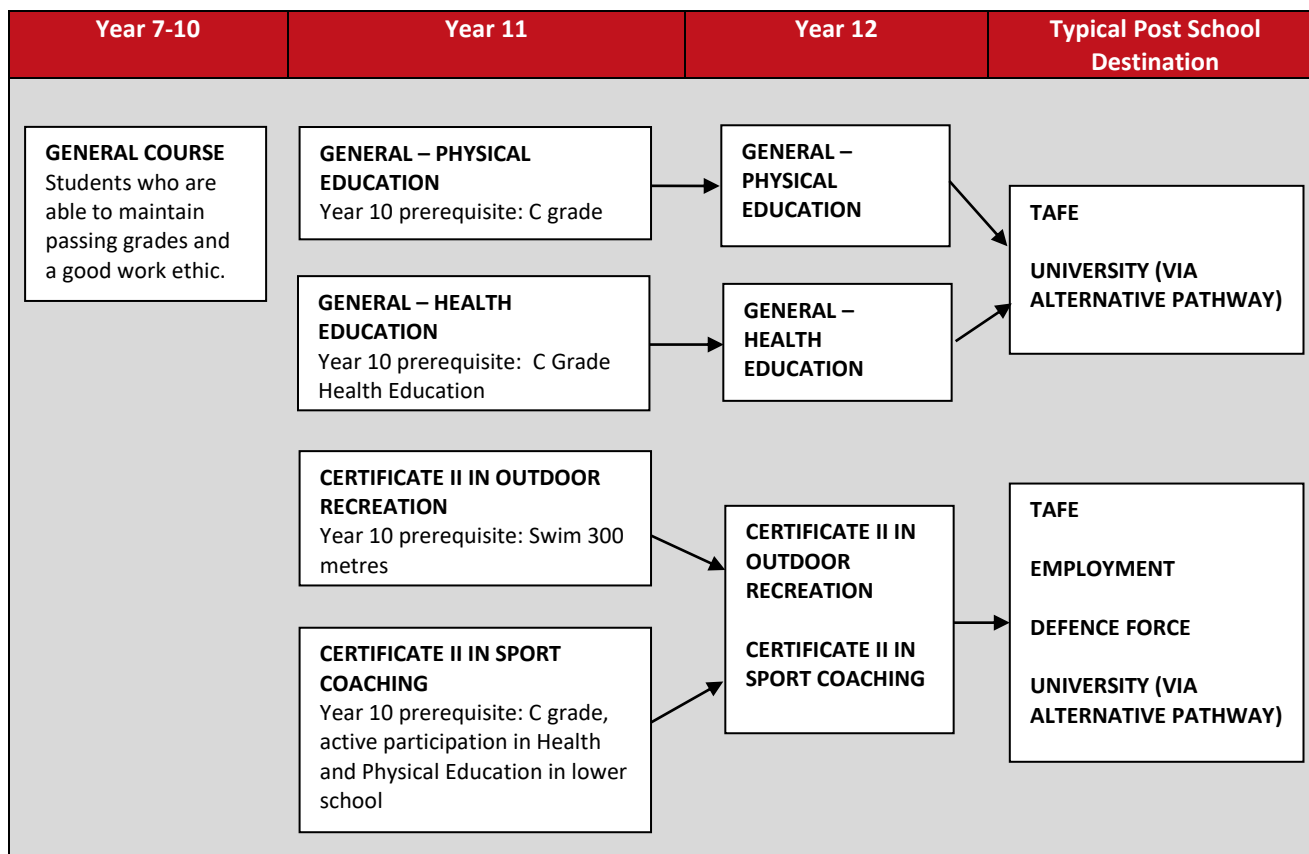 Year 7-10
Year 11
Year 12
Typical Post School
Destination
GENERAL COURSE
Students who are
able to maintain
passing grades and
a good work ethic.
GENERAL – PHYSICAL
EDUCATION
Year 10 prerequisite: C grade
GENERAL –
PHYSICAL
EDUCATION
TAFE
UNIVERSITY (VIA
ALTERNATIVE PATHWAY)
GENERAL – HEALTH
EDUCATION
Year 10 prerequisite:  C Grade
Health Education
GENERAL –
HEALTH
EDUCATION
CERTIFICATE II IN OUTDOOR
RECREATION
Year 10 prerequisite: Swim 300
metres
CERTIFICATE II IN SPORT
COACHING
Year 10 prerequisite: C grade,
active participation in Health
and Physical Education in lower
school
CERTIFICATE II IN
OUTDOOR
RECREATION
CERTIFICATE II IN
SPORT COACHING
TAFE
EMPLOYMENT
DEFENCE FORCE
UNIVERSITY (VIA
ALTERNATIVE PATHWAY)